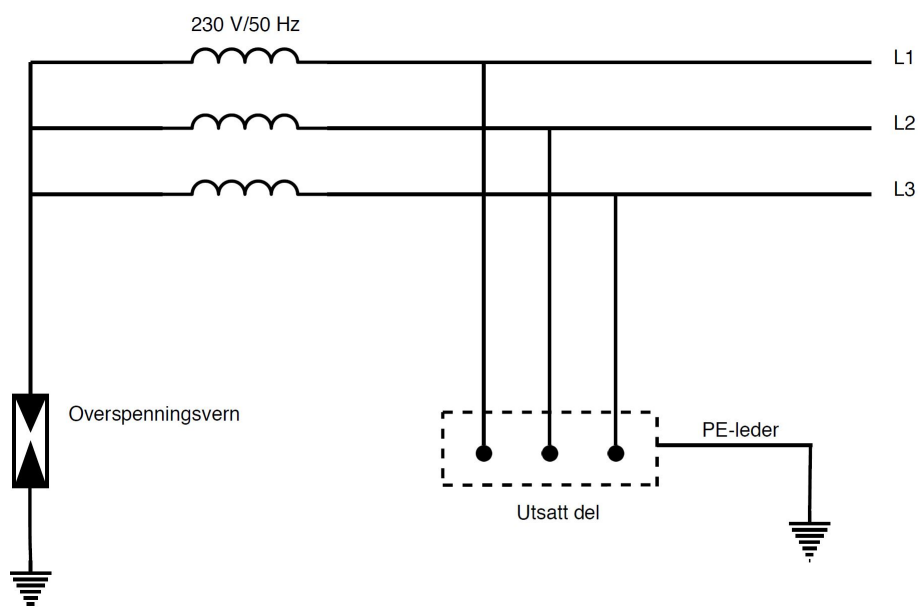 230 V/50 Hz
L1
L2
L3
Overspenningsvern
PE-leder
Utsatt del